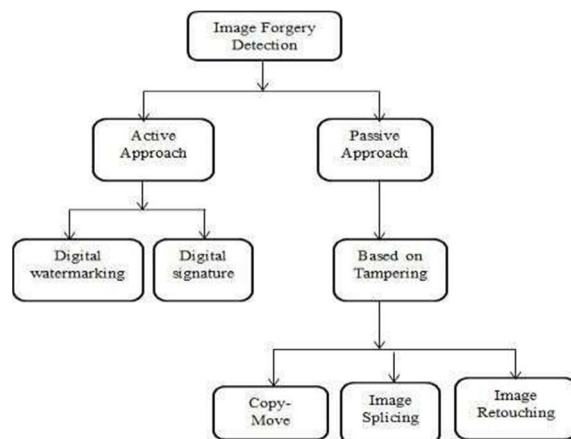 Image Forgery
Detection
Active
Approach
Passive
Approach
Digital
watermarking
Digital
signature
Based on
Tampering
Copy-
Move
Image
Splicing
Image
Retouching